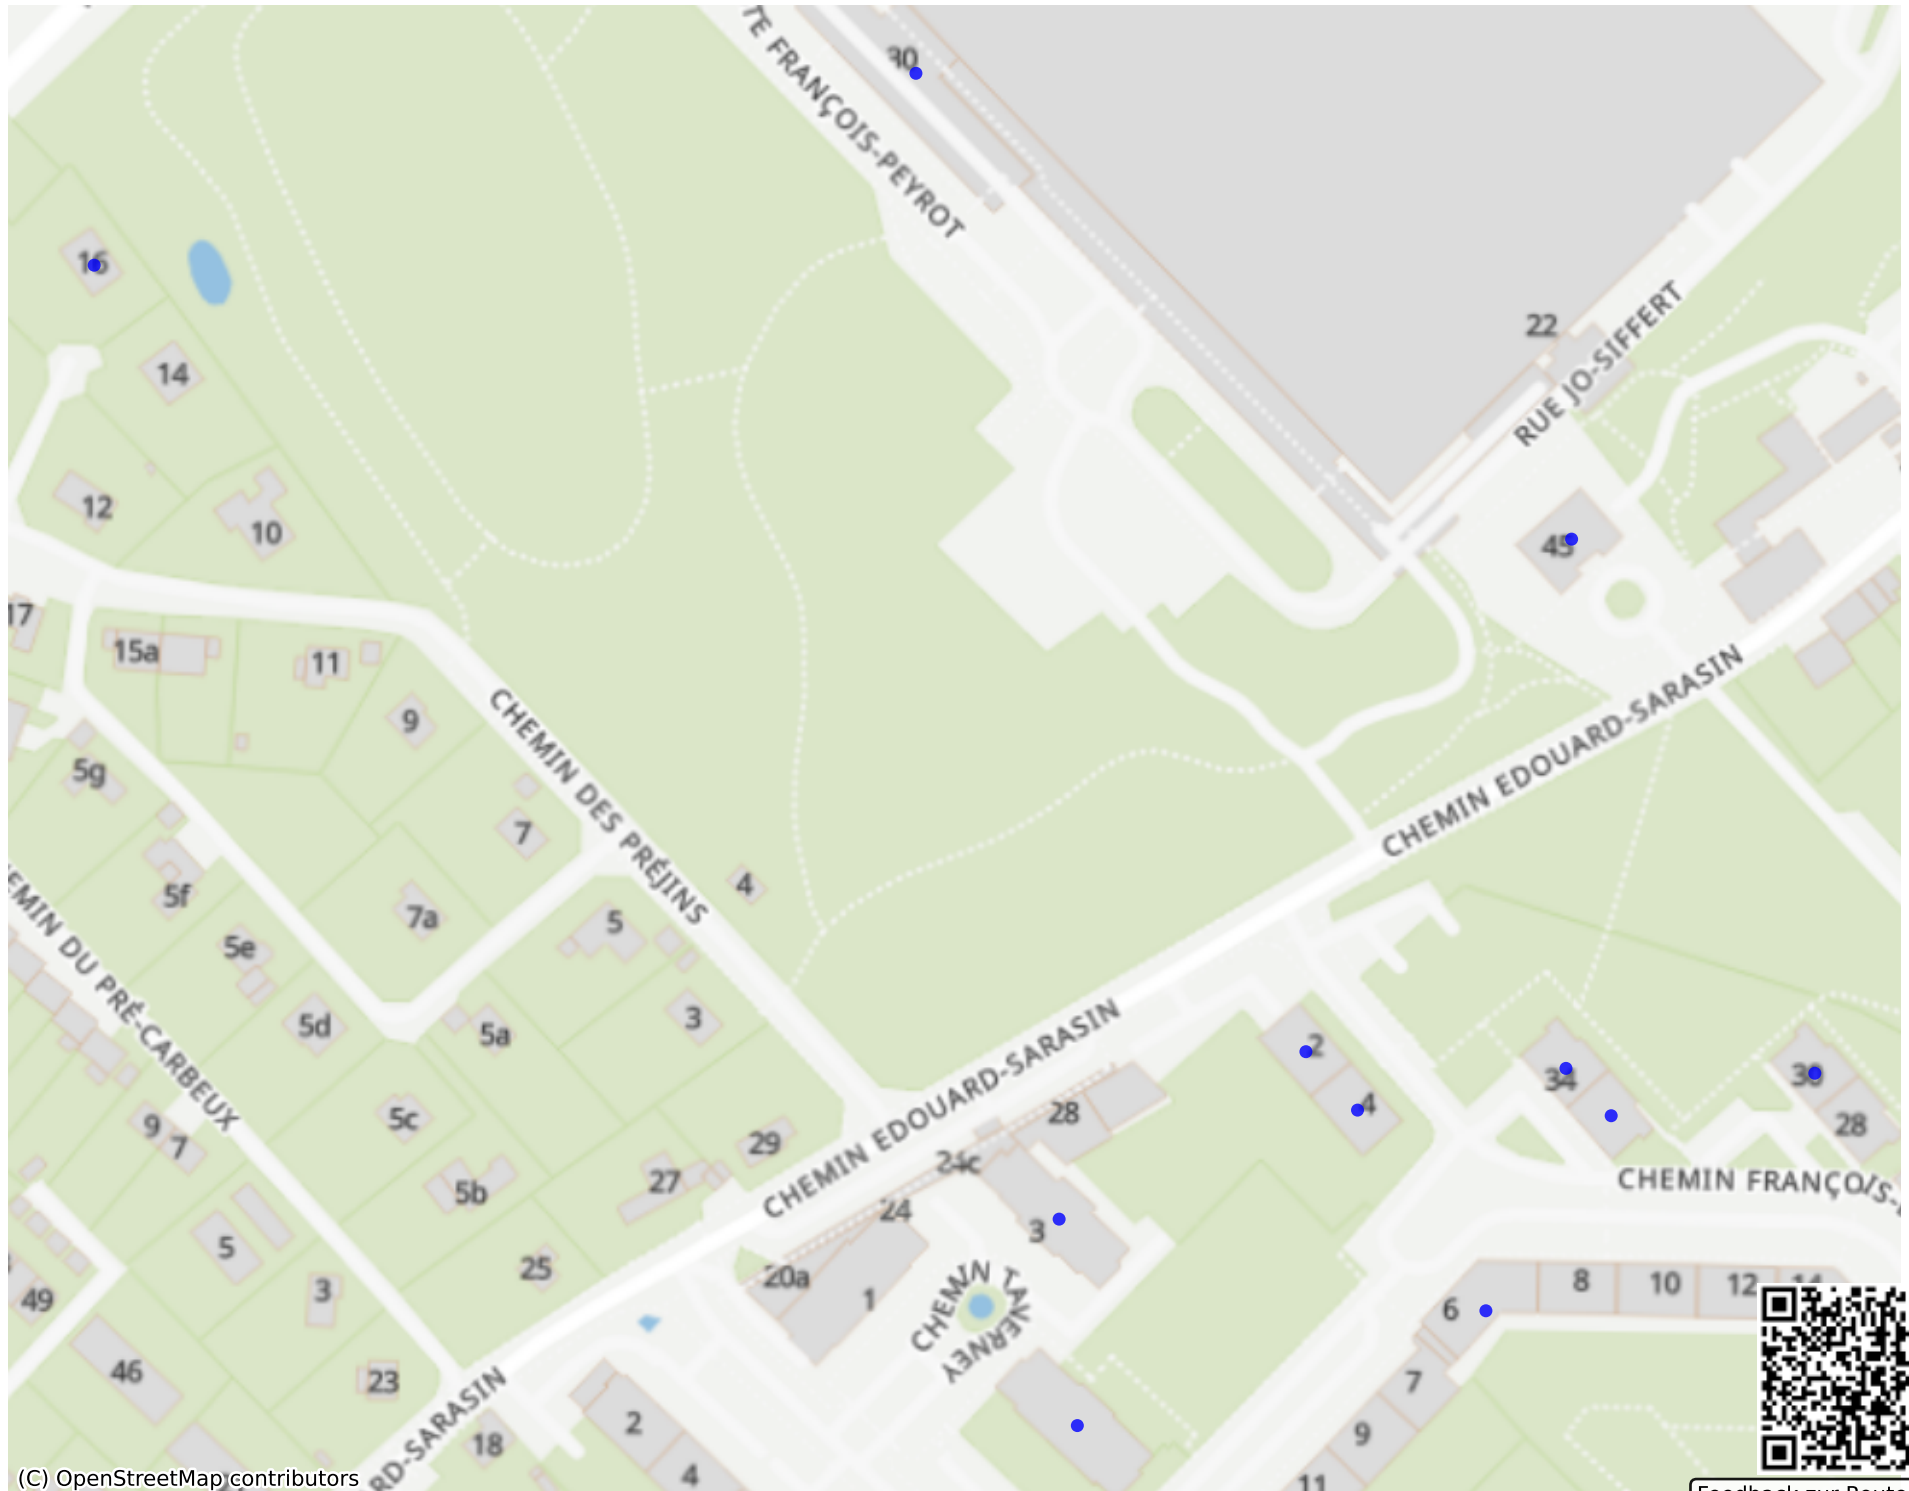 30
TE FRANÇOIS-PEYROT
16
22
14
RUE JO-SIFFERT
12
10
45
17
15a
11
9
CHEMIN DES PRÉJINS
CHEMIN EDOUARD-SARASIN
5g
7
4
5f
7a
5
5e
EMIN DU PRÉ-CARBEUX
3
5d
5a
CHEMIN EDOUARD-SARASIN
2
34
28
4
5c
9
7
29
28
24c
27
5b
CHEMIN FRANÇOIS-
24
3
5
25
20a
1
CHEMIN TAVERNEY
3
49
6
8
10
12
46
23
7
2
9
18
RD-SARASIN
4
11
(C) OpenStreetMap contributors